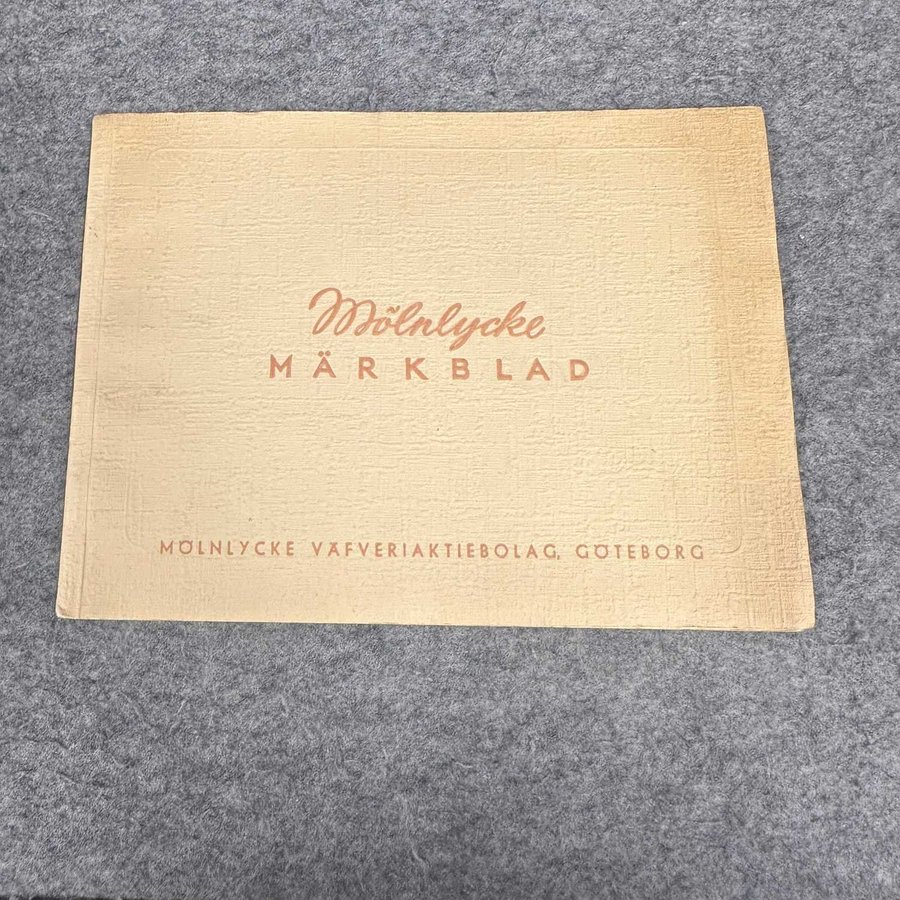 Mölnlycke
MÄRKBLAD
MÖLNLYCKE VÄFVERIAKTIEBOLAG, GÖTEBORG